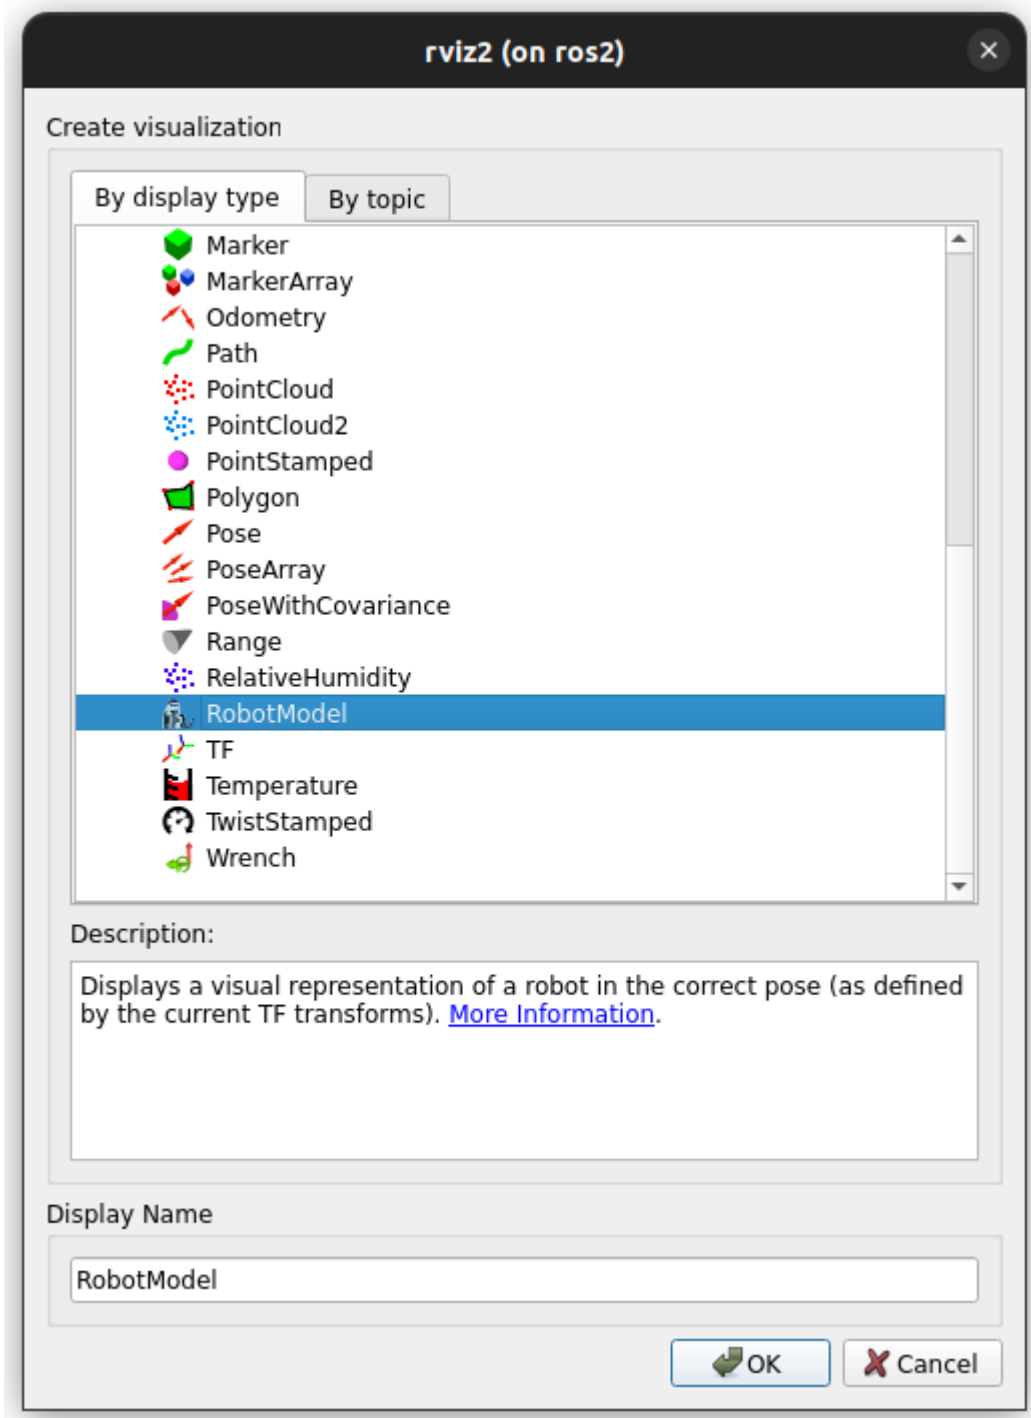 rviz2 (on ros2)
Create visualization
By display type
By topic
Marker
MarkerArray
Odometry
Path
PointCloud
PointCloud2
PointStamped
Polygon
Pose
PoseArray
PoseWithCovariance
Range
RelativeHumidity
RobotModel
TF
Temperature
TwistStamped
Wrench
Description:
Displays a visual representation of a robot in the correct pose (as defined
by the current TF transforms). More Information.
Display Name
RobotModel
OK
Cancel